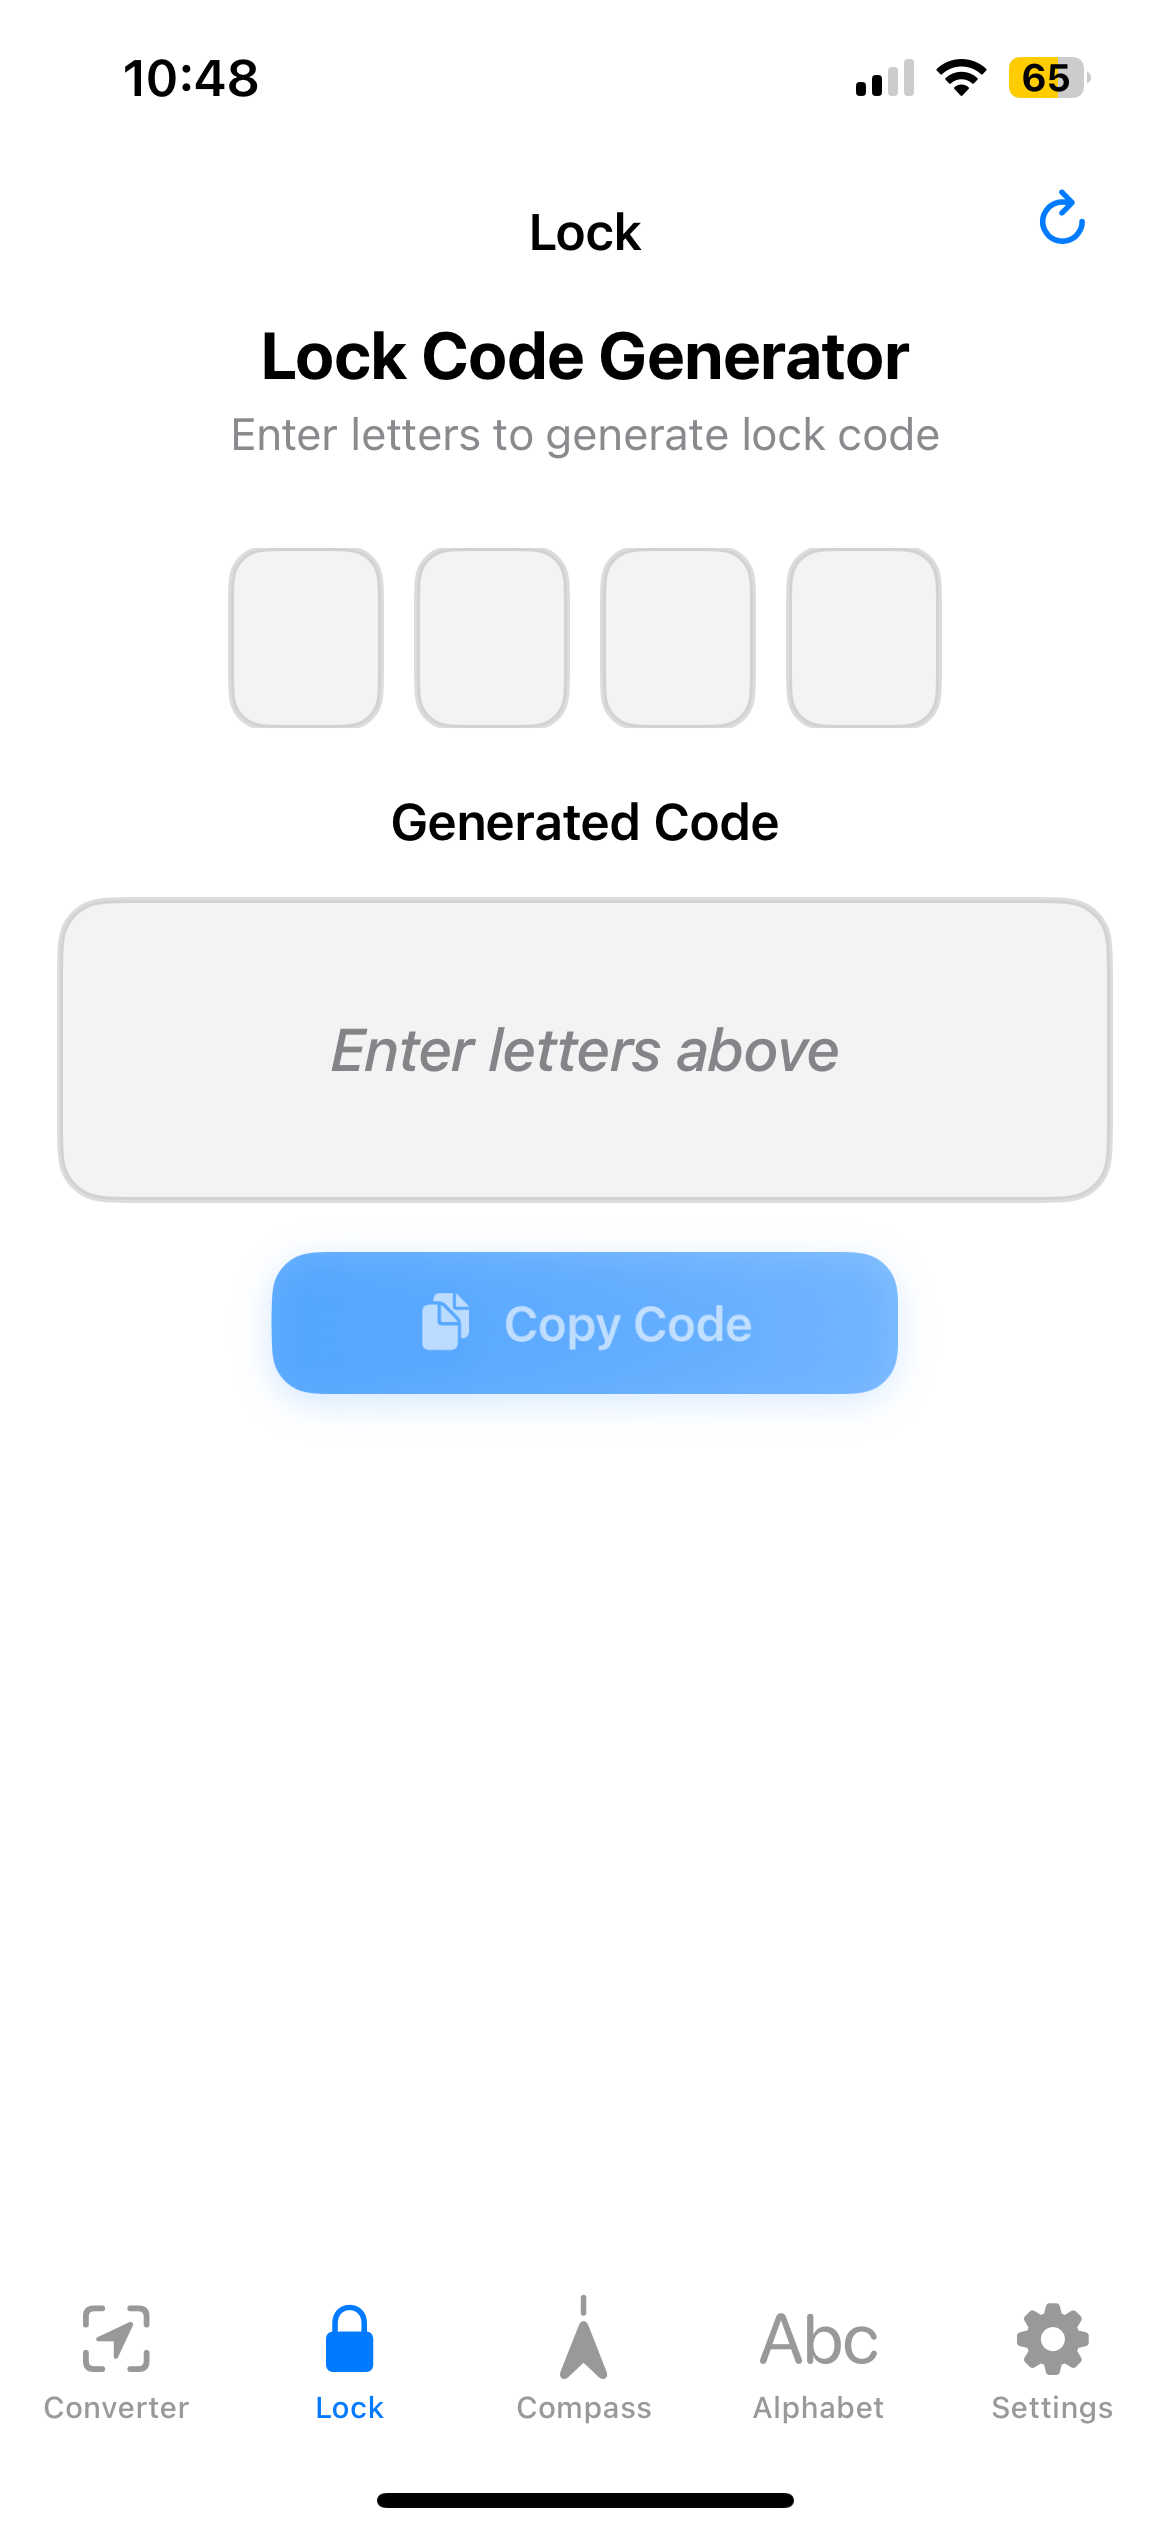 10:48
65
Lock
Lock Code Generator
Enter letters to generate lock code
Generated Code
Enter letters above
Copy Code
Abc
Converter Lock Compass Alphabet Settings